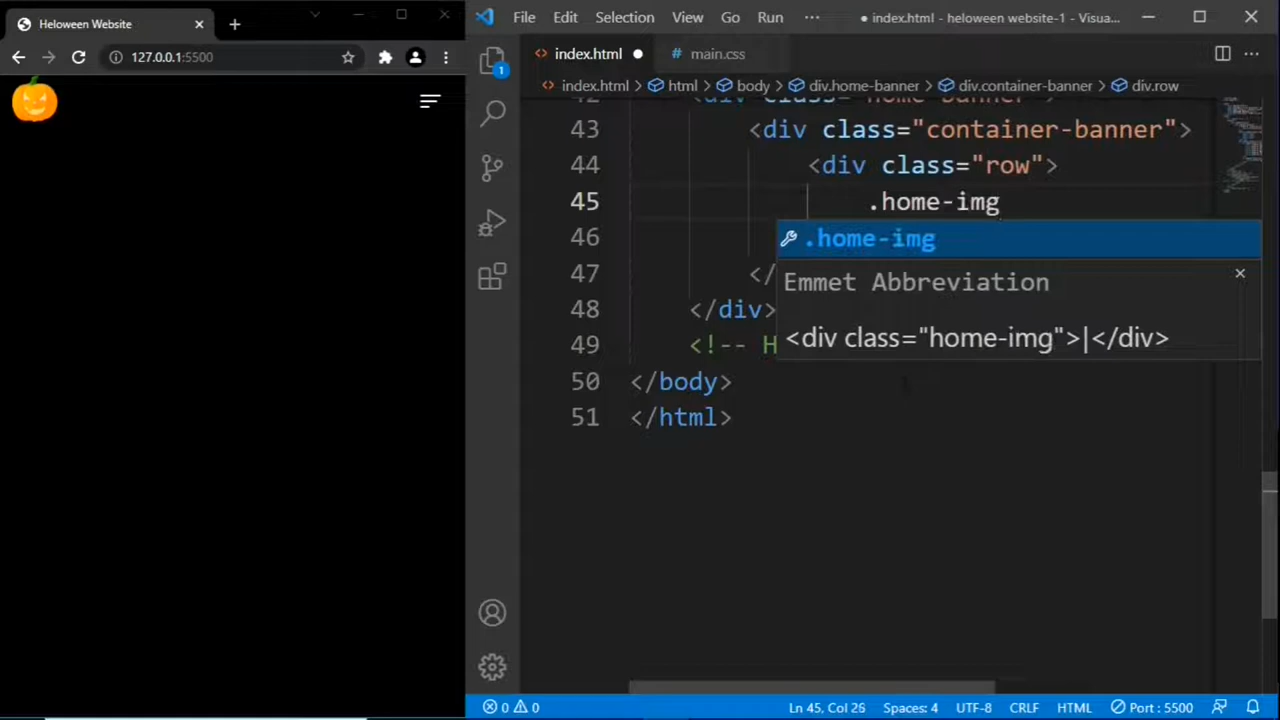 Heloween Website
127.0.0.1:5500
File Edit Selection View Go Run ··· ● index.html - heloween website-1 - Visua...
index.html ●
# main.css
index.html > html > body > div.home-banner > div.container-banner > div.row
1
42 <div class="home-banner">
43 <div class="container-banner">
44 <div class="row">
45 .home-img
46
.home-img
47 </
Emmet Abbreviation
48 </div>
<div class="home-img">|</div>
49 <!-- H
50 </body>
51 </html>
0 0 Ln 45, Col 26 Spaces: 4 UTF-8 CRLF HTML Port : 5500